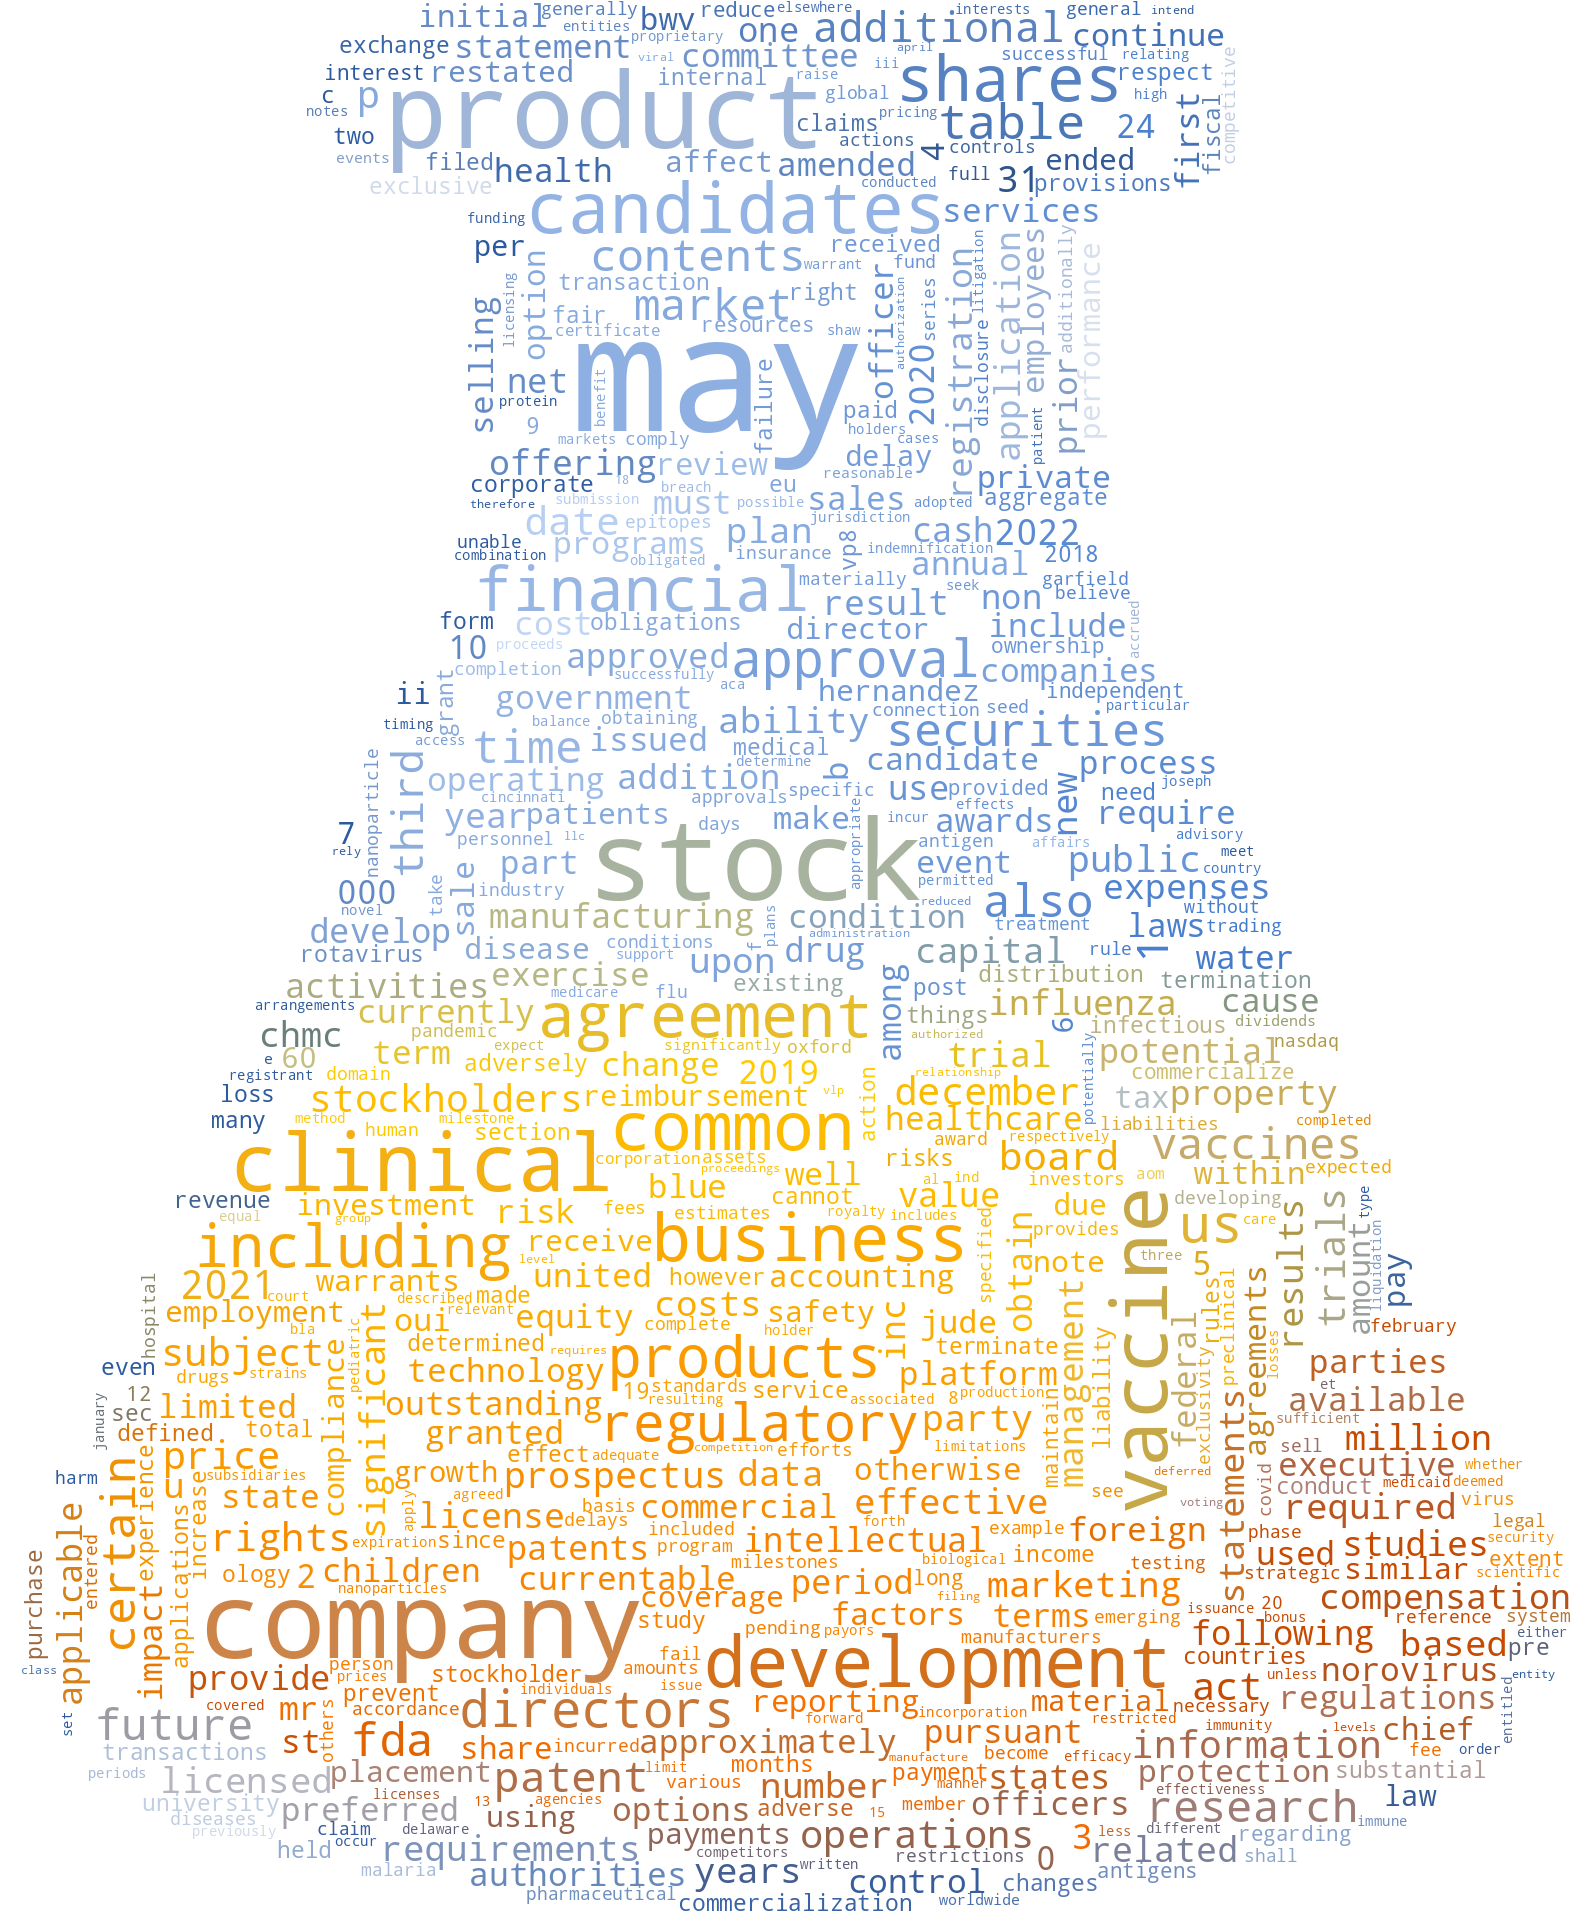 initial generally entities bwv reduce elsewhere one additional interests general intend continue
exchange statement proprietary viral committee april iii successful relating competitive
interest restated internal raise global shares respect high
c p notes product claims pricing actions table 24 first fiscal
two events filed health affect amended 4 controls ended
exclusive conducted full 31 provisions
funding candidates services
per contents received warrant fund registration litigation application employees additionally performance
licensing option transaction market right officer authorization series
selling fair certificate resources shaw 2020 disclosure
net may failure prior
protein benefit paid patient
9 markets comply holders cases
offering review delay reasonable private
corporate 18 breach eu
therefore submission must possible sales adopted aggregate
date epitopes plan jurisdiction cash 2022
unable programs insurance vp8 indemnification 2018
combination obligated annual
financial materially seek garfield believe
form cost obligations result non accrued
10 proceeds director include
completion approved approval ownership companies
ii grant successfully aca hernandez independent
timing government connection seed particular
access balance obtaining ability securities
third time issued medical
nanoparticle operating addition determine b candidate process
cincinnati approvals specific use provided need joseph
7 year patients days make effects new require
rely personnel llc stock incur awards advisory
part antigen affairs meet
000 take sale industry appropriate event public country
novel permitted expenses
develop manufacturing reduced also without
rotavirus disease conditions condition treatment laws trading
support f plans administration drug capital rule 1 water
activities exercise upon distribution termination
arrangements medicare flu existing among post influenza cause
chmc currently agreement things 6 infectious dividends
e 60 pandemic expect significantly oxford authorized nasdaq
registrant domain term adversely change 2019 relationship trial potential commercialize
loss stockholders reimbursement vlp action december potentially tax property
many method milestone human section common healthcare liabilities completed
clinical corporation assets award respectively vaccines
proceedings well risks board within expected
revenue investment blue cannot al ind investors aom developing type
equal group risk fees estimates royalty value includes due us care
including level receive business specified obtain provides vaccine three results trials amount liquidation
2021 court warrants united however accounting note 5 pay
hospital employment described made relevant costs safety management rules preclinical
bla oui equity complete holder inc jude federal february
subject pediatric determined requires products terminate agreements losses parties
even drugs strains compliance significant technology platform exclusivity et
12 limited 19 standards service associated 8 production liability available
january sec defined total outstanding resulting regulatory party sufficient
price granted effect adequate competition efforts limitations maintain sell million
harm u subsidiaries growth prospectus data otherwise deferred statements executive whether
certain experience state agreed see voting covid conduct medicaid deemed
applicable increase apply license basis commercial effective required virus
rights expiration since delays included forth example foreign phase legal
entered applications patents program intellectual used studies security
purchase ology 2 children milestones biological income testing strategic similar extent
nanoparticles currentable period long marketing scientific
impact company coverage filing issuance 20 compensation
study factors terms emerging bonus reference system
pending payors manufacturers following either
class person fail countries based pre
provide prices stockholder amounts development unless norovirus entity
covered prevent individuals issue act
set mr accordance directors reporting incorporation material necessary regulations entitled
future others forward restricted immunity levels chief
st fda share incurred approximately pursuant information
transactions manufacture become efficacy fee order
periods licensed placement limit months payment states protection substantial
patent various number manner effectiveness
university licenses 13 agencies law
diseases preferred using options adverse 15 member officers research immune
previously claim delaware payments less different regarding
occur operations 3
held requirements competitors restrictions 0 related shall
malaria authorities years written antigens
pharmaceutical control changes
commercialization worldwide